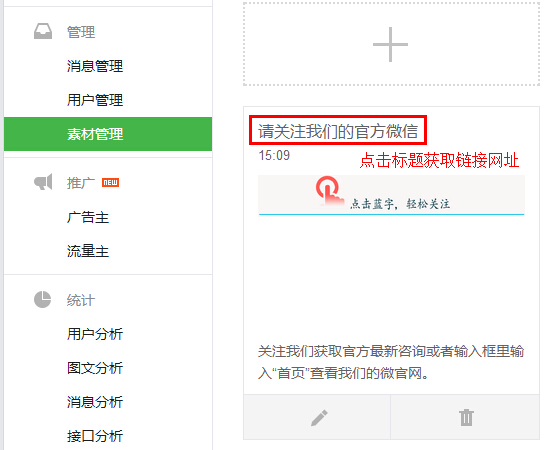 管理
消息管理
用户管理
素材管理
推广 NEW
广告主
流量主
统计
用户分析
图文分析
消息分析
接口分析
请关注我们的官方微信
15:09
点击标题获取链接网址
点击蓝字，轻松关注
关注我们获取官方最新咨询或者输入框里输
入“首页”查看我们的微官网。